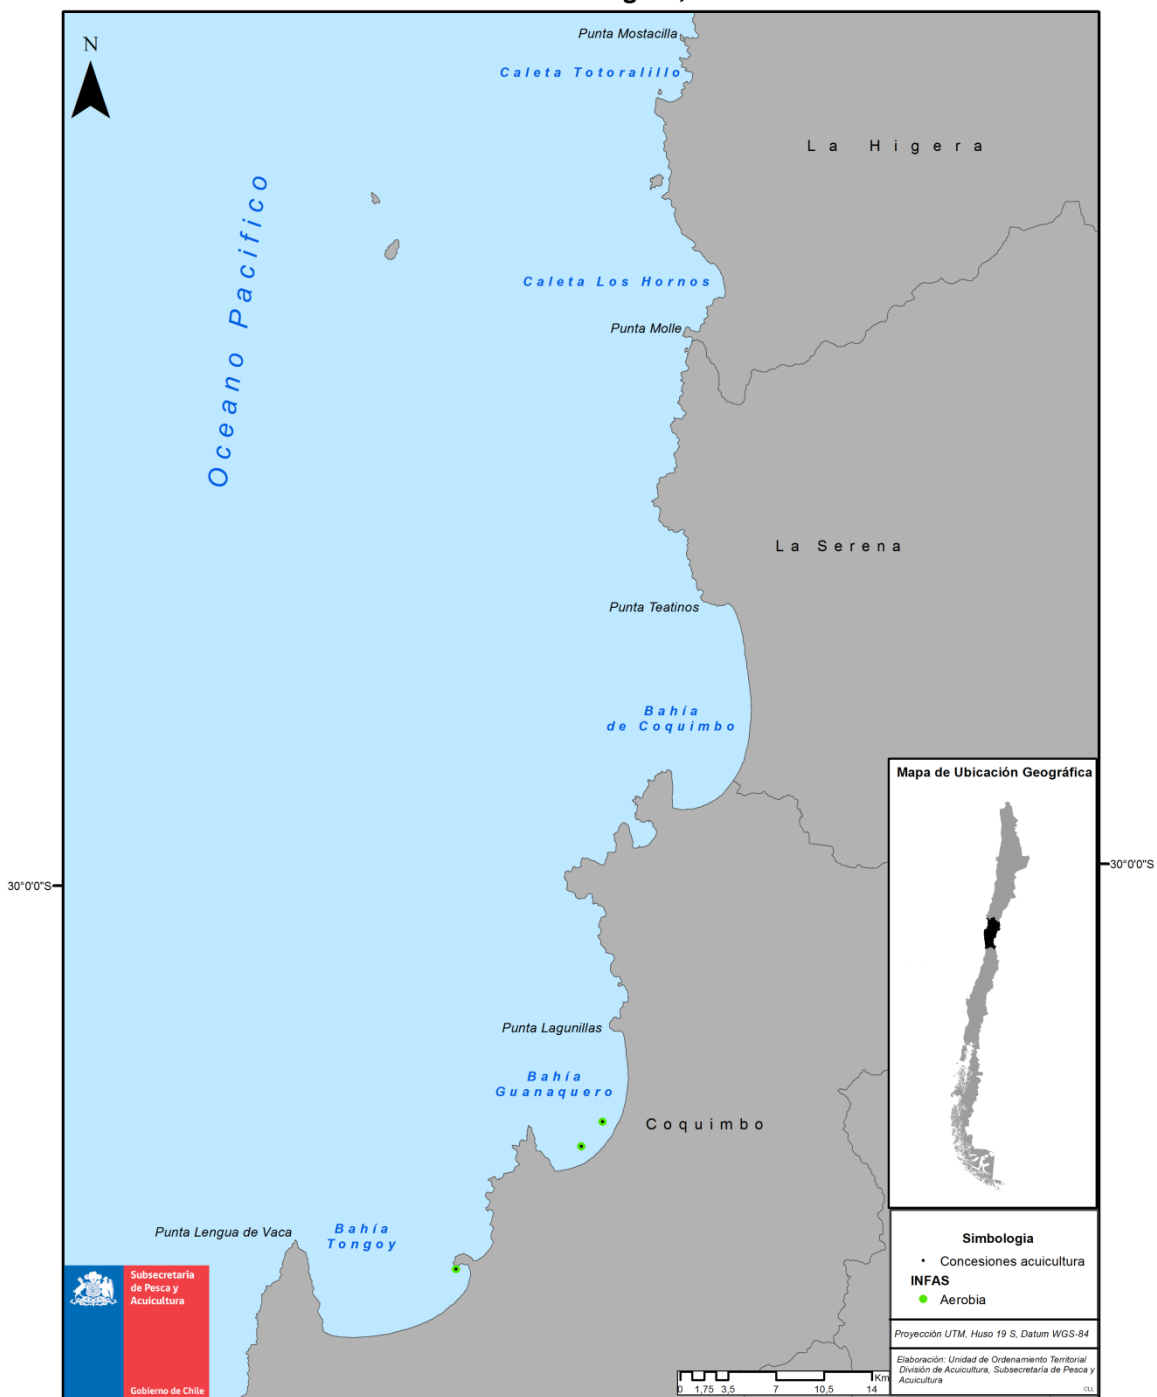 N
Punta Mostacilla
Caleta Totoralillo
La Higera
Oceano Pacifico
Caleta Los Hornos
Punta Molle
La Serena
Punta Teatinos
Bahía
de Coquimbo
Mapa de Ubicación Geográfica
30°0'0"S
30°0'0"S
Punta Lagunillas
Bahía
Guanaquero
Coquimbo
Punta Lengua de Vaca
Bahía
Tongoy
Simbologia
Concesiones acuicultura
INFAS
Aerobia
Subsecretaría
de Pesca y
Acuicultura
Gobierno de Chile
Proyección UTM, Huso 19 S, Datum WGS-84
Elaboración: Unidad de Ordenamiento Territorial
División de Acuicultura, Subsecretaría de Pesca y
Acuicultura
Km
0 1,75 3,5 7 10,5 14